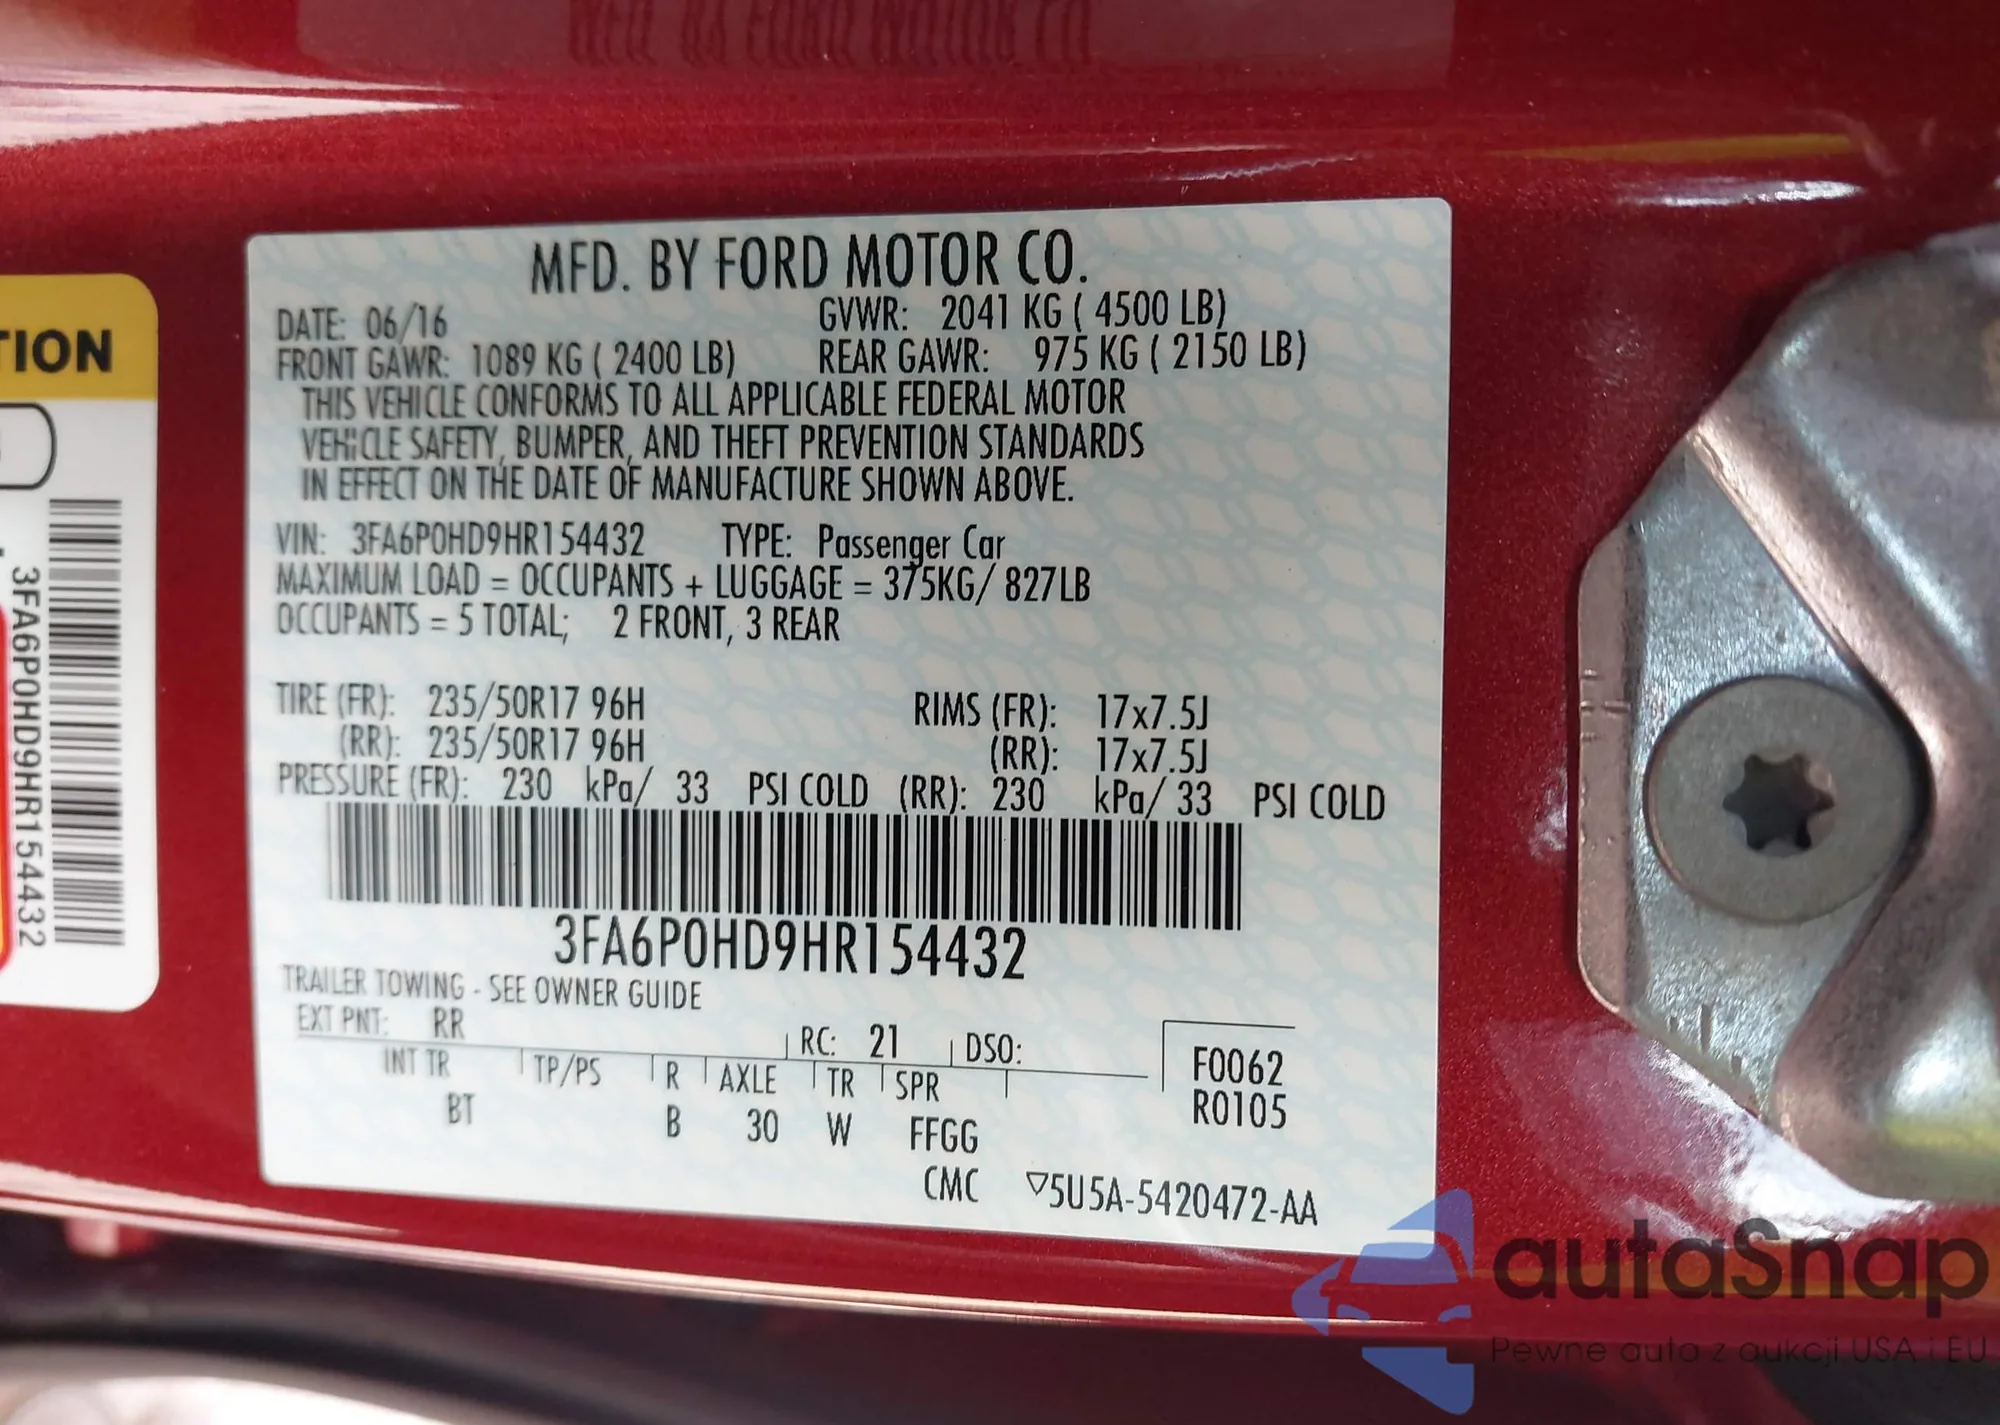 MFD. BY FORD MOTOR CO.
DATE: 06/16 GVWR: 2041 KG ( 4500 LB)
FRONT GAWR: 1089 KG ( 2400 LB) REAR GAWR: 975 KG ( 2150 LB)
THIS VEHICLE CONFORMS TO ALL APPLICABLE FEDERAL MOTOR
VEHICLE SAFETY, BUMPER, AND THEFT PREVENTION STANDARDS
IN EFFECT ON THE DATE OF MANUFACTURE SHOWN ABOVE.
VIN: 3FA6P0HD9HR154432 TYPE: Passenger Car
MAXIMUM LOAD = OCCUPANTS + LUGGAGE = 375KG/ 827LB
OCCUPANTS = 5 TOTAL; 2 FRONT, 3 REAR
TIRE (FR): 235/50R17 96H RIMS (FR): 17x7.5J
(RR): 235/50R17 96H (RR): 17x7.5J
PRESSURE (FR): 230 kPa/ 33 PSI COLD (RR): 230 kPa/ 33 PSI COLD
3FA6P0HD9HR154432
TRAILER TOWING - SEE OWNER GUIDE
EXT PNT: RR RC: 21 DSO:
INT TR TP/PS R AXLE TR SPR
BT B 30 W FFGG
F0062
R0105
CMC ▽5U5A-5420472-AA
TION
3FA6P0HD9HR154432
autaSnap
Pewne auta z aukcji USA i EU